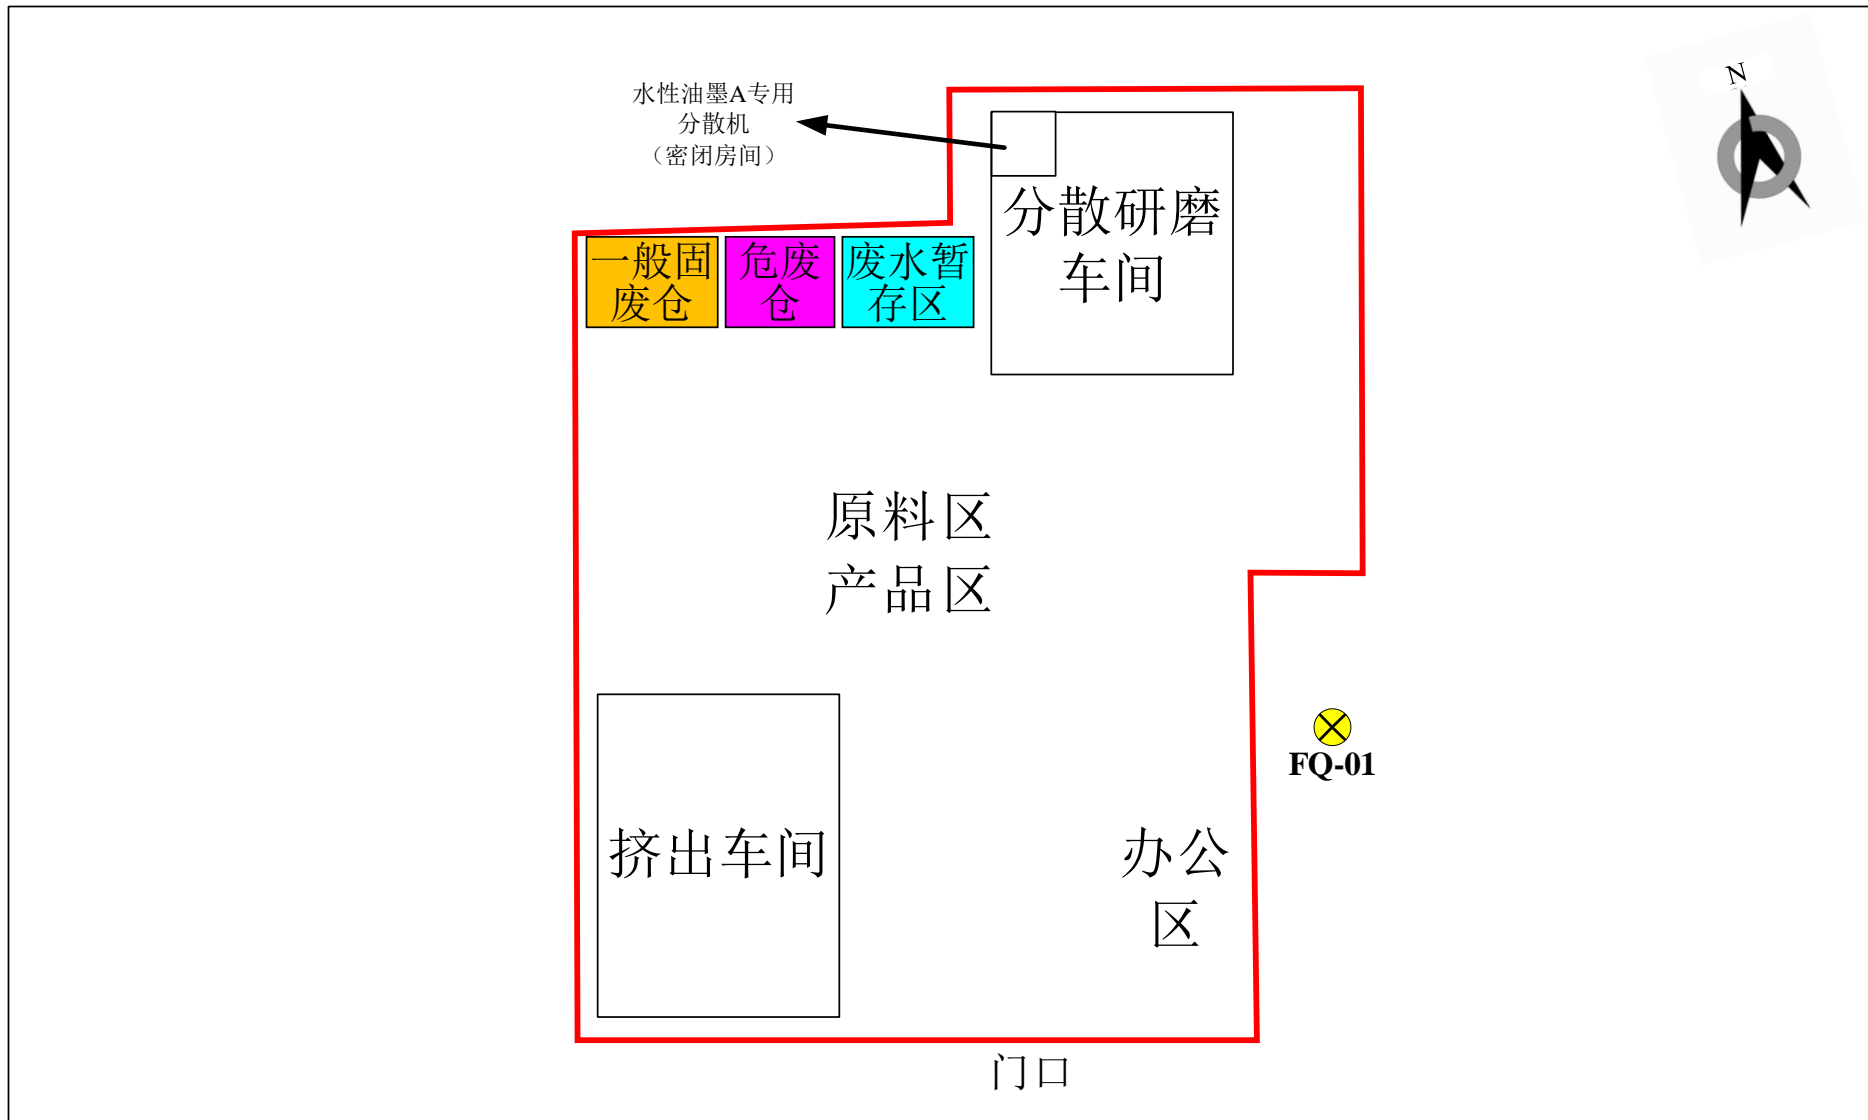 N
水性油墨A专用
分散机
（密闭房间）
分散研磨
车间
一般固
废仓
危废
仓
废水暂
存区
原料区
产品区
FQ-01
挤出车间
办公
区
门口